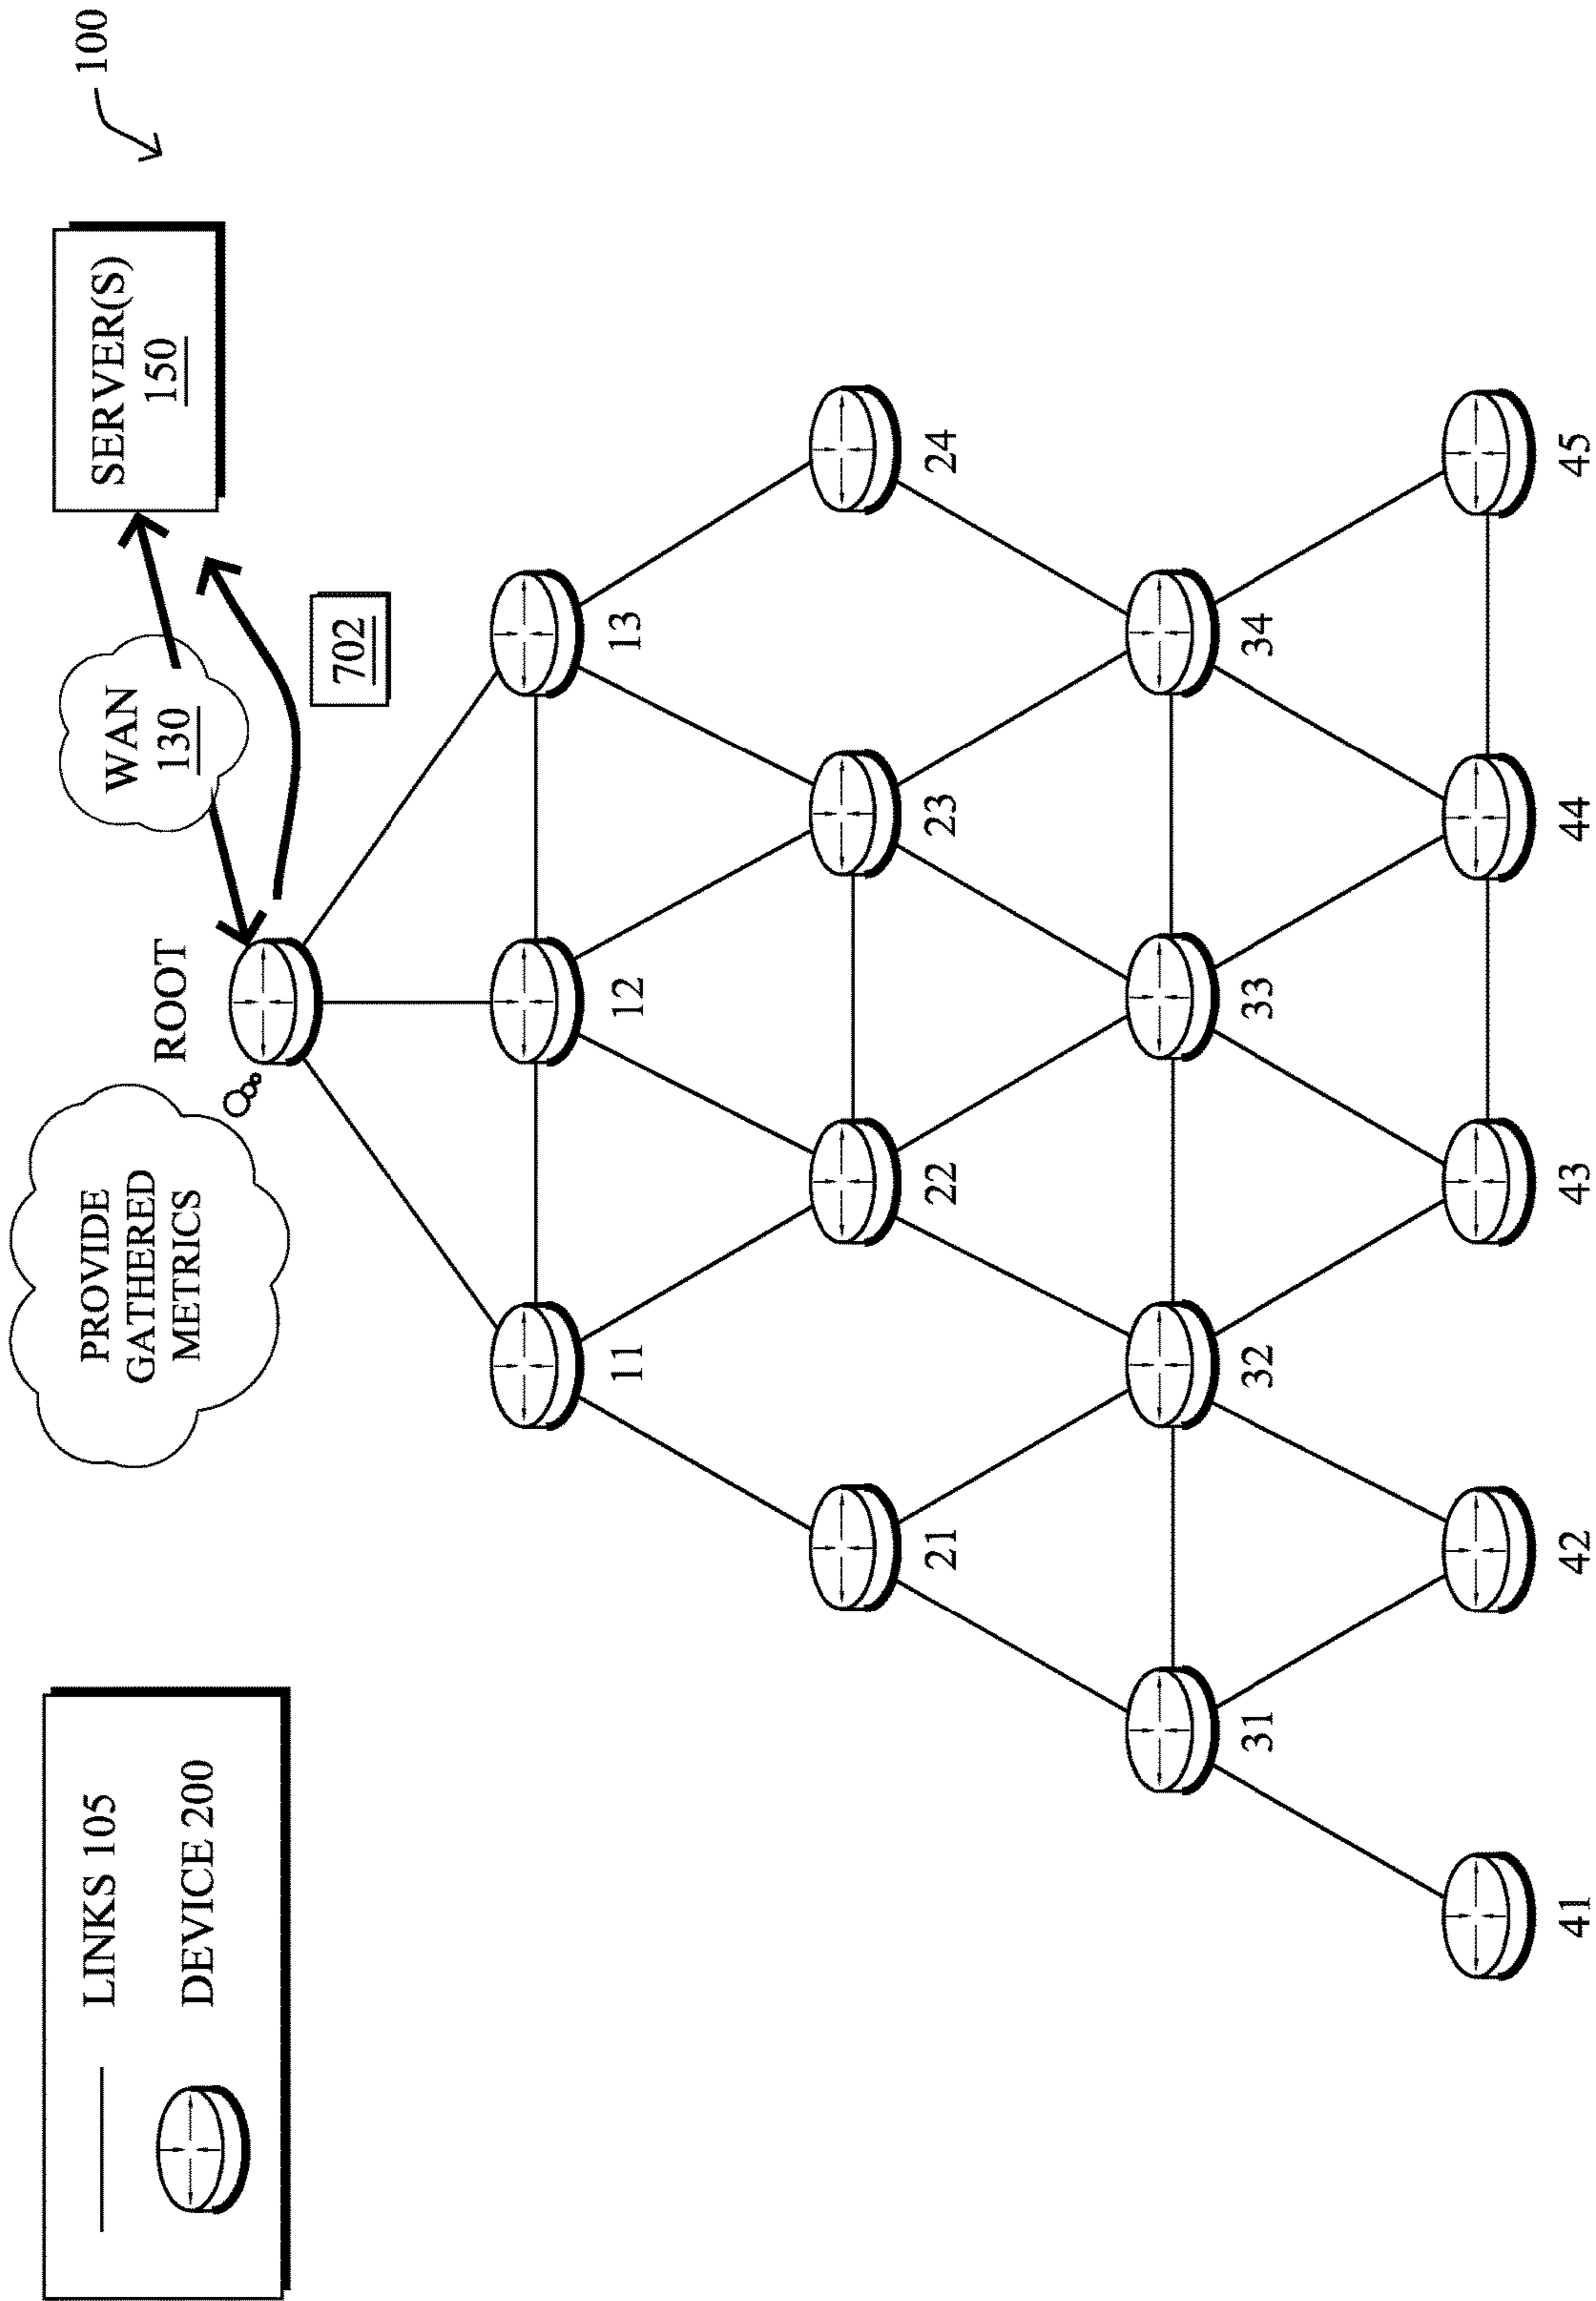 LINKS 105
DEVICE 200
PROVIDE
GATHERED
METRICS
ROOT
WAN
130
SERVER(S)
150
100
702
11
12
13
21
22
23
24
31
32
33
34
41
42
43
44
45